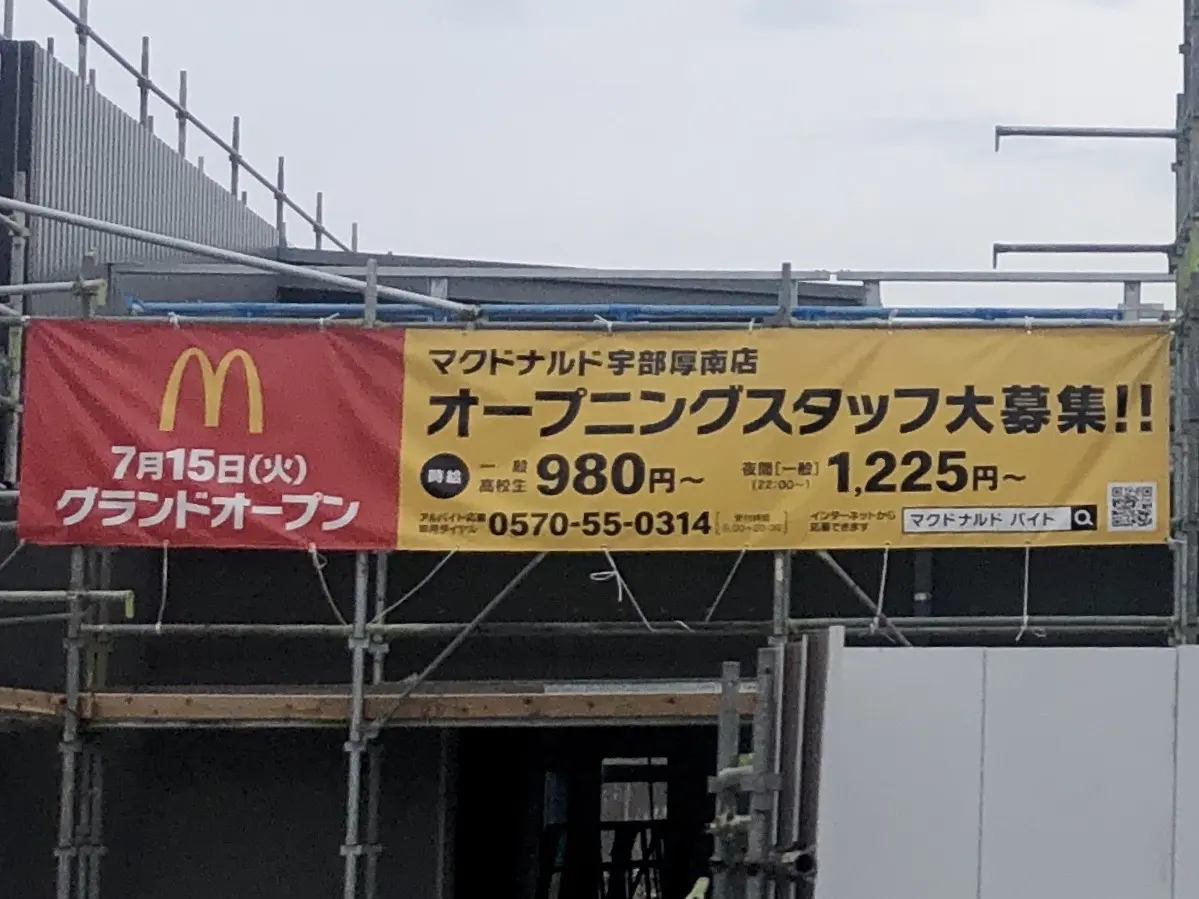 7月15日(火)
グランドオープン
マクドナルド宇部厚南店
オープニングスタッフ大募集!!
時給 一般 高校生 980円～ 夜間[一般] (22:00～) 1,225円～
アルバイト応募 専用ダイヤル 0570-55-0314 インターネットから 応募できます マクドナルド バイト